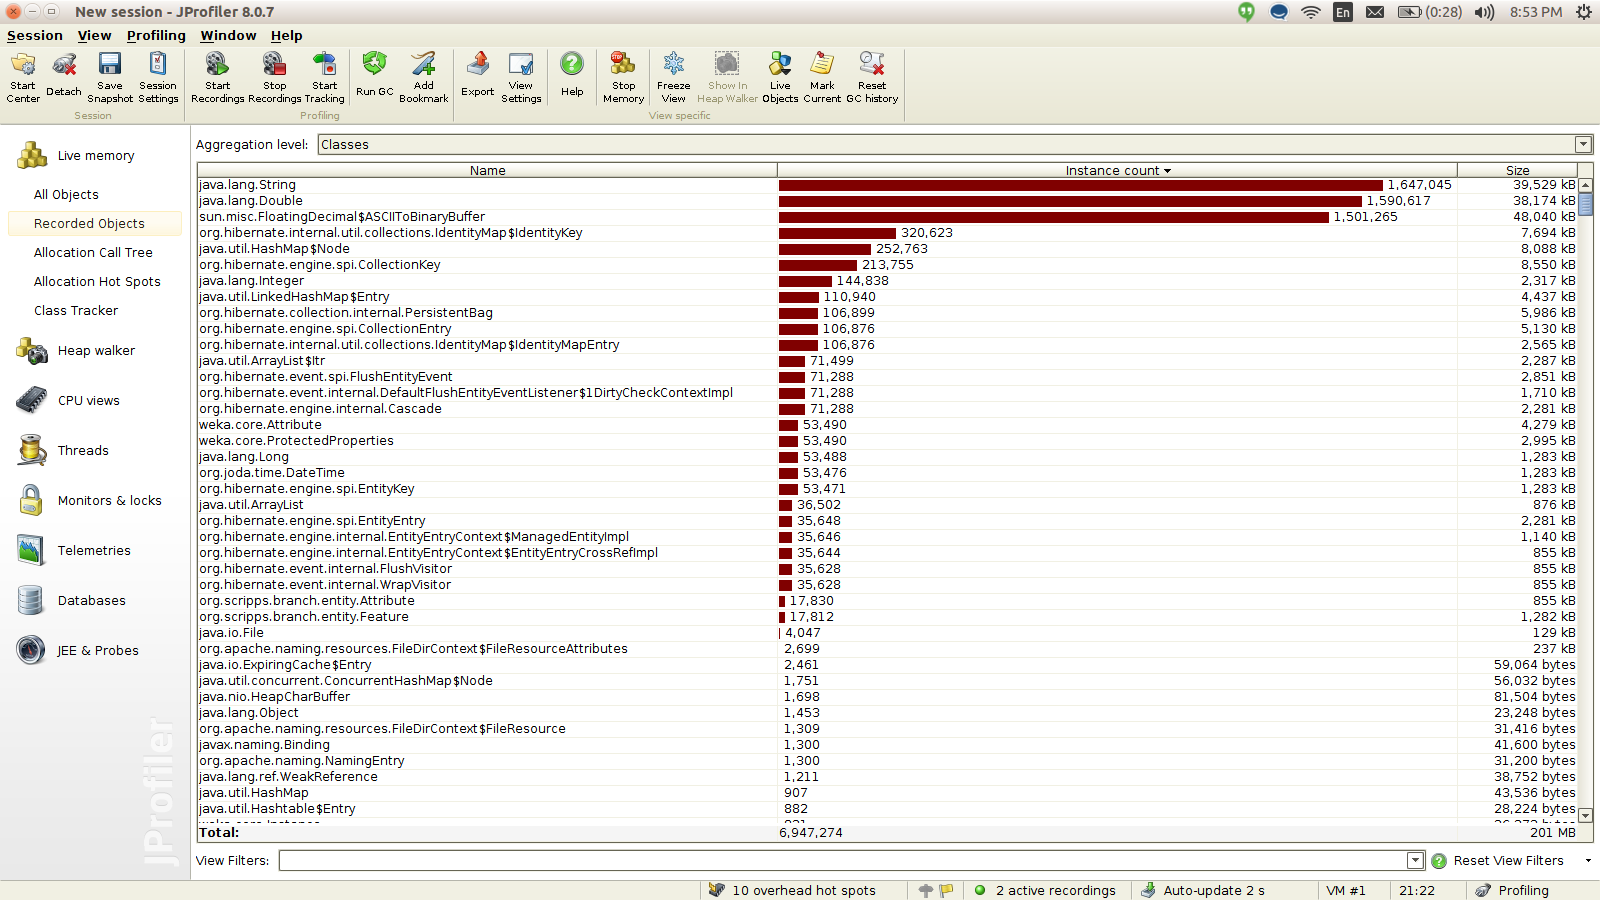 New session - JProfiler 8.0.7
En
(0:28)
8:53 PM
Session View Profiling Window Help
Start Center
Detach
Save Snapshot
Session Settings
Start Recordings
Stop Recordings
Start Tracking
Run GC
Add Bookmark
Export
View Settings
Help
Stop Memory
Freeze View
Show In Heap Walker
Live Objects
Mark Current
Reset GC history
Session
Profiling
View specific
Live memory
All Objects
Recorded Objects
Allocation Call Tree
Allocation Hot Spots
Class Tracker
Heap walker
CPU views
Threads
Monitors & locks
Telemetries
Databases
JEE & Probes
JProfiler
Aggregation level: Classes
Name Instance count Size
java.lang.String 1,647,045 39,529 kB
java.lang.Double 1,590,617 38,174 kB
sun.misc.FloatingDecimal$ASCIIToBinaryBuffer 1,501,265 48,040 kB
org.hibernate.internal.util.collections.IdentityMap$IdentityKey 320,623 7,694 kB
java.util.HashMap$Node 252,763 8,088 kB
org.hibernate.engine.spi.CollectionKey 213,755 8,550 kB
java.lang.Integer 144,838 2,317 kB
java.util.LinkedHashMap$Entry 110,940 4,437 kB
org.hibernate.collection.internal.PersistentBag 106,899 5,986 kB
org.hibernate.engine.spi.CollectionEntry 106,876 5,130 kB
org.hibernate.internal.util.collections.IdentityMap$IdentityMapEntry 106,876 2,565 kB
java.util.ArrayList$Itr 71,499 2,287 kB
org.hibernate.event.spi.FlushEntityEvent 71,288 2,851 kB
org.hibernate.event.internal.DefaultFlushEntityEventListener$1DirtyCheckContextImpl 71,288 1,710 kB
org.hibernate.engine.internal.Cascade 71,288 2,281 kB
weka.core.Attribute 53,490 4,279 kB
weka.core.ProtectedProperties 53,490 2,995 kB
java.lang.Long 53,488 1,283 kB
org.joda.time.DateTime 53,476 1,283 kB
org.hibernate.engine.spi.EntityKey 53,471 1,283 kB
java.util.ArrayList 36,502 876 kB
org.hibernate.engine.spi.EntityEntry 35,648 2,281 kB
org.hibernate.engine.internal.EntityEntryContext$ManagedEntityImpl 35,646 1,140 kB
org.hibernate.engine.internal.EntityEntryContext$EntityEntryCrossRefImpl 35,644 855 kB
org.hibernate.event.internal.FlushVisitor 35,628 855 kB
org.hibernate.event.internal.WrapVisitor 35,628 855 kB
org.scripps.branch.entity.Attribute 17,830 855 kB
org.scripps.branch.entity.Feature 17,812 1,282 kB
java.io.File 4,047 129 kB
org.apache.naming.resources.FileDirContext$FileResourceAttributes 2,699 237 kB
java.io.ExpiringCache$Entry 2,461 59,064 bytes
java.util.concurrent.ConcurrentHashMap$Node 1,751 56,032 bytes
java.nio.HeapCharBuffer 1,698 81,504 bytes
java.lang.Object 1,453 23,248 bytes
org.apache.naming.resources.FileDirContext$FileResource 1,309 31,416 bytes
javax.naming.Binding 1,300 41,600 bytes
org.apache.naming.NamingEntry 1,300 31,200 bytes
java.lang.ref.WeakReference 1,211 38,752 bytes
java.util.HashMap 907 43,536 bytes
java.util.Hashtable$Entry 882 28,224 bytes
Total: 6,947,274 201 MB
View Filters:
Reset View Filters
10 overhead hot spots
2 active recordings
Auto-update 2 s
VM #1
21:22
Profiling